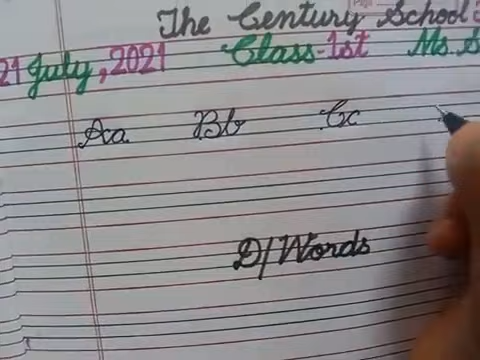 The Century School
21 July, 2021 Class-1st Ms.
Aa Bb Cc
D/Words